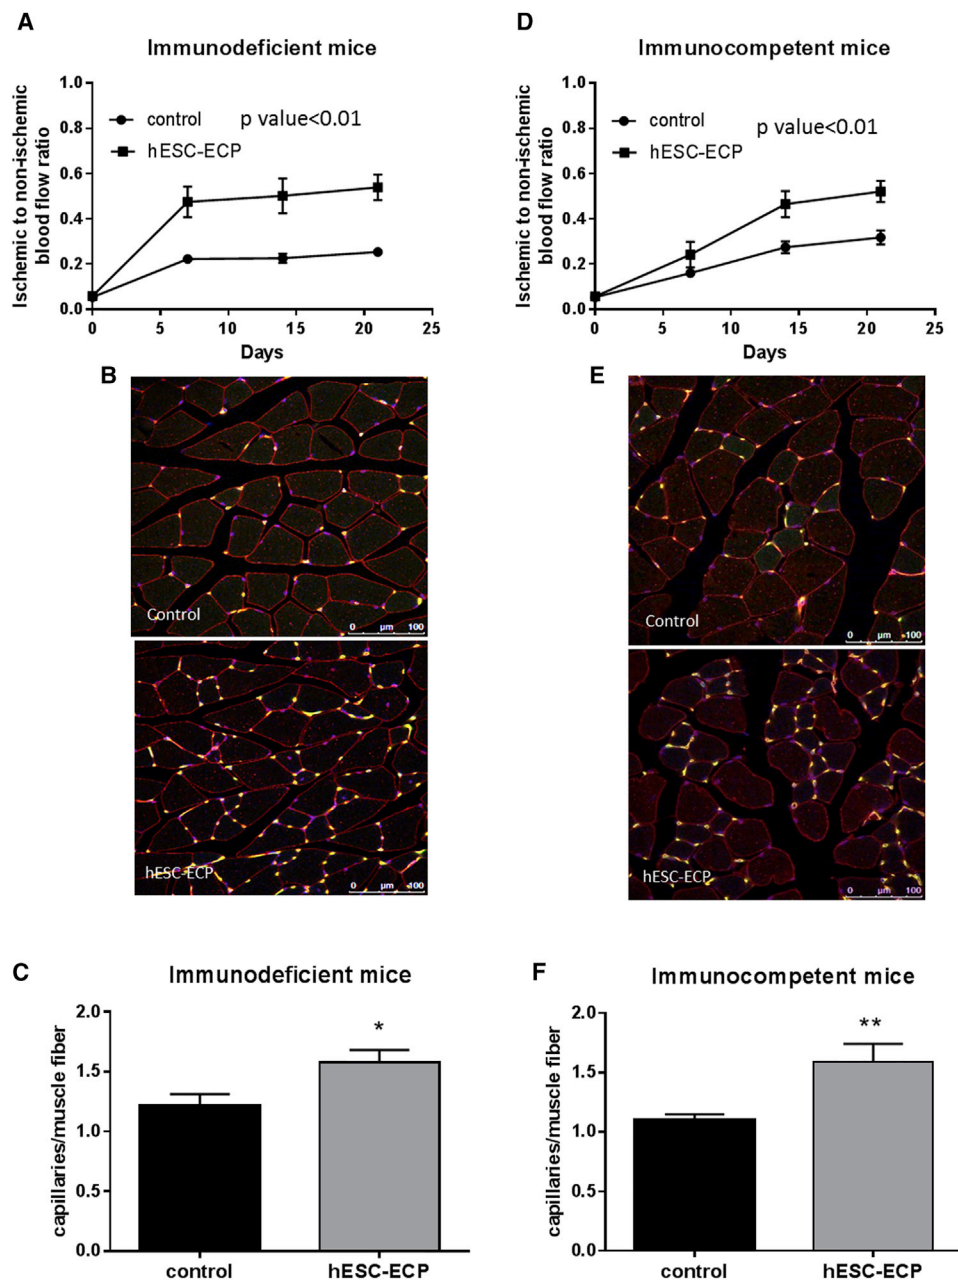 A
Immunodeficient mice
Ischemic to non-ischemic
blood flow ratio
1.0
0.8
0.6
0.4
0.2
0.0
control
hESC-ECP
p value<0.01
0 5 10 15 20 25
Days
B
Control
0 µm 100
hESC-ECP
0 µm 100
C
Immunodeficient mice
capillaries/muscle fiber
2.0
1.5
1.0
0.5
0.0
*
control hESC-ECP
D
Immunocompetent mice
Ischemic to non-ischemic
blood flow ratio
1.0
0.8
0.6
0.4
0.2
0.0
control
hESC-ECP
p value<0.01
0 5 10 15 20 25
Days
E
Control
0 µm 100
hESC-ECP
0 µm 100
F
Immunocompetent mice
capillaries/muscle fiber
2.0
1.5
1.0
0.5
0.0
**
control hESC-ECP